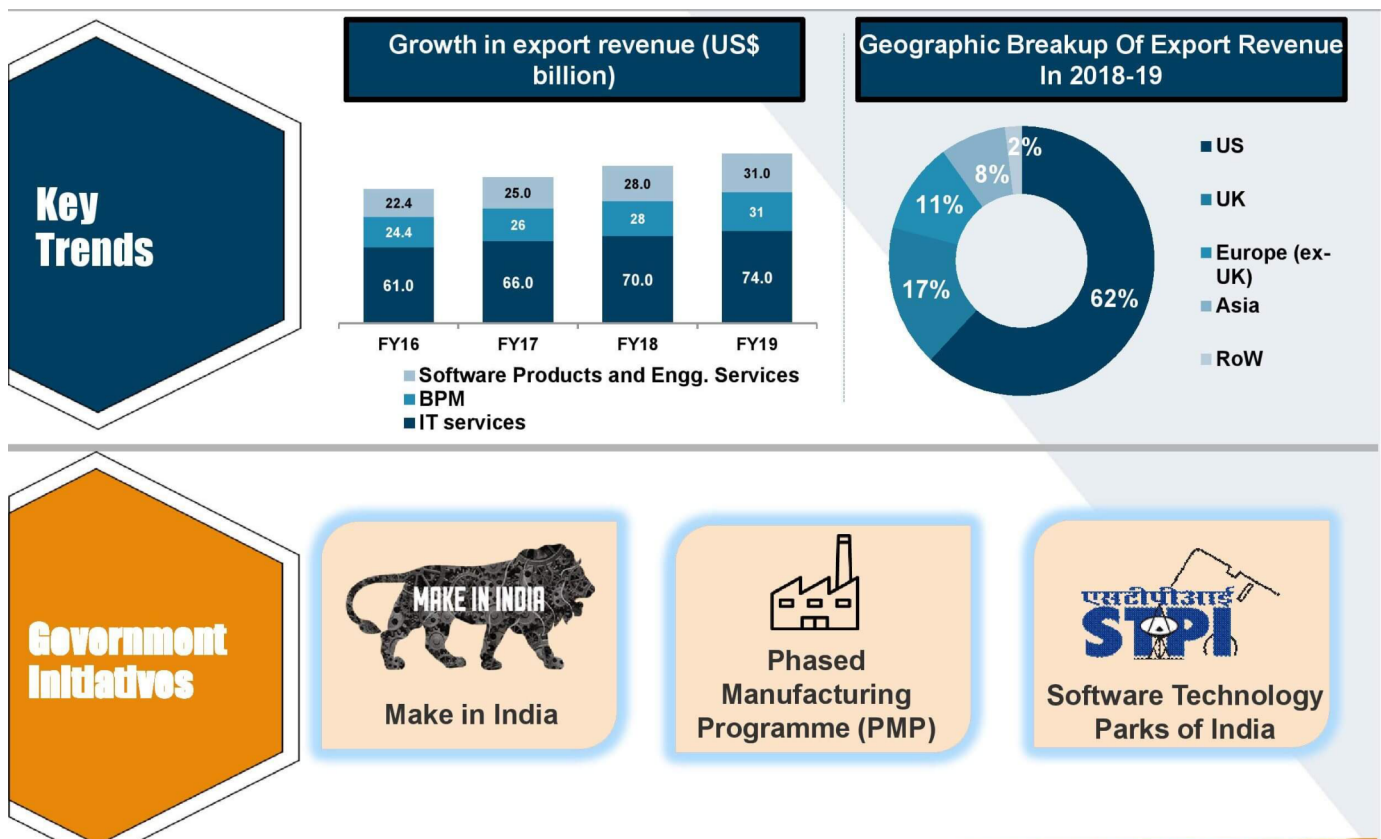 Key
Trends
Growth in export revenue (US$
billion)
22.4
25.0
28.0
31.0
24.4
26
28
31
61.0
66.0
70.0
74.0
FY16
FY17
FY18
FY19
Software Products and Engg. Services
BPM
IT services
Geographic Breakup Of Export Revenue
In 2018-19
2%
8%
11%
17%
62%
US
UK
Europe (ex-
UK)
Asia
RoW
Government
Initiatives
MAKE IN INDIA
Make in India
Phased
Manufacturing
Programme (PMP)
एसटीपीआई
STPI
Software Technology
Parks of India